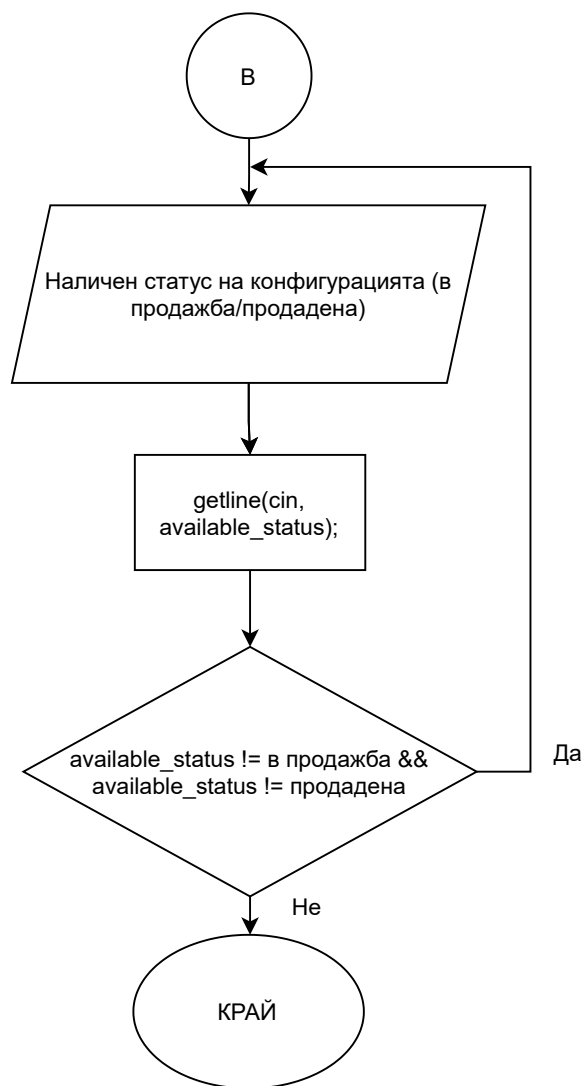 В
Наличен статус на конфигурацията (в
продажба/продадена)
getline(cin,
available_status);
available_status != в продажба &&
available_status != продадена
Да
Не
КРАЙ